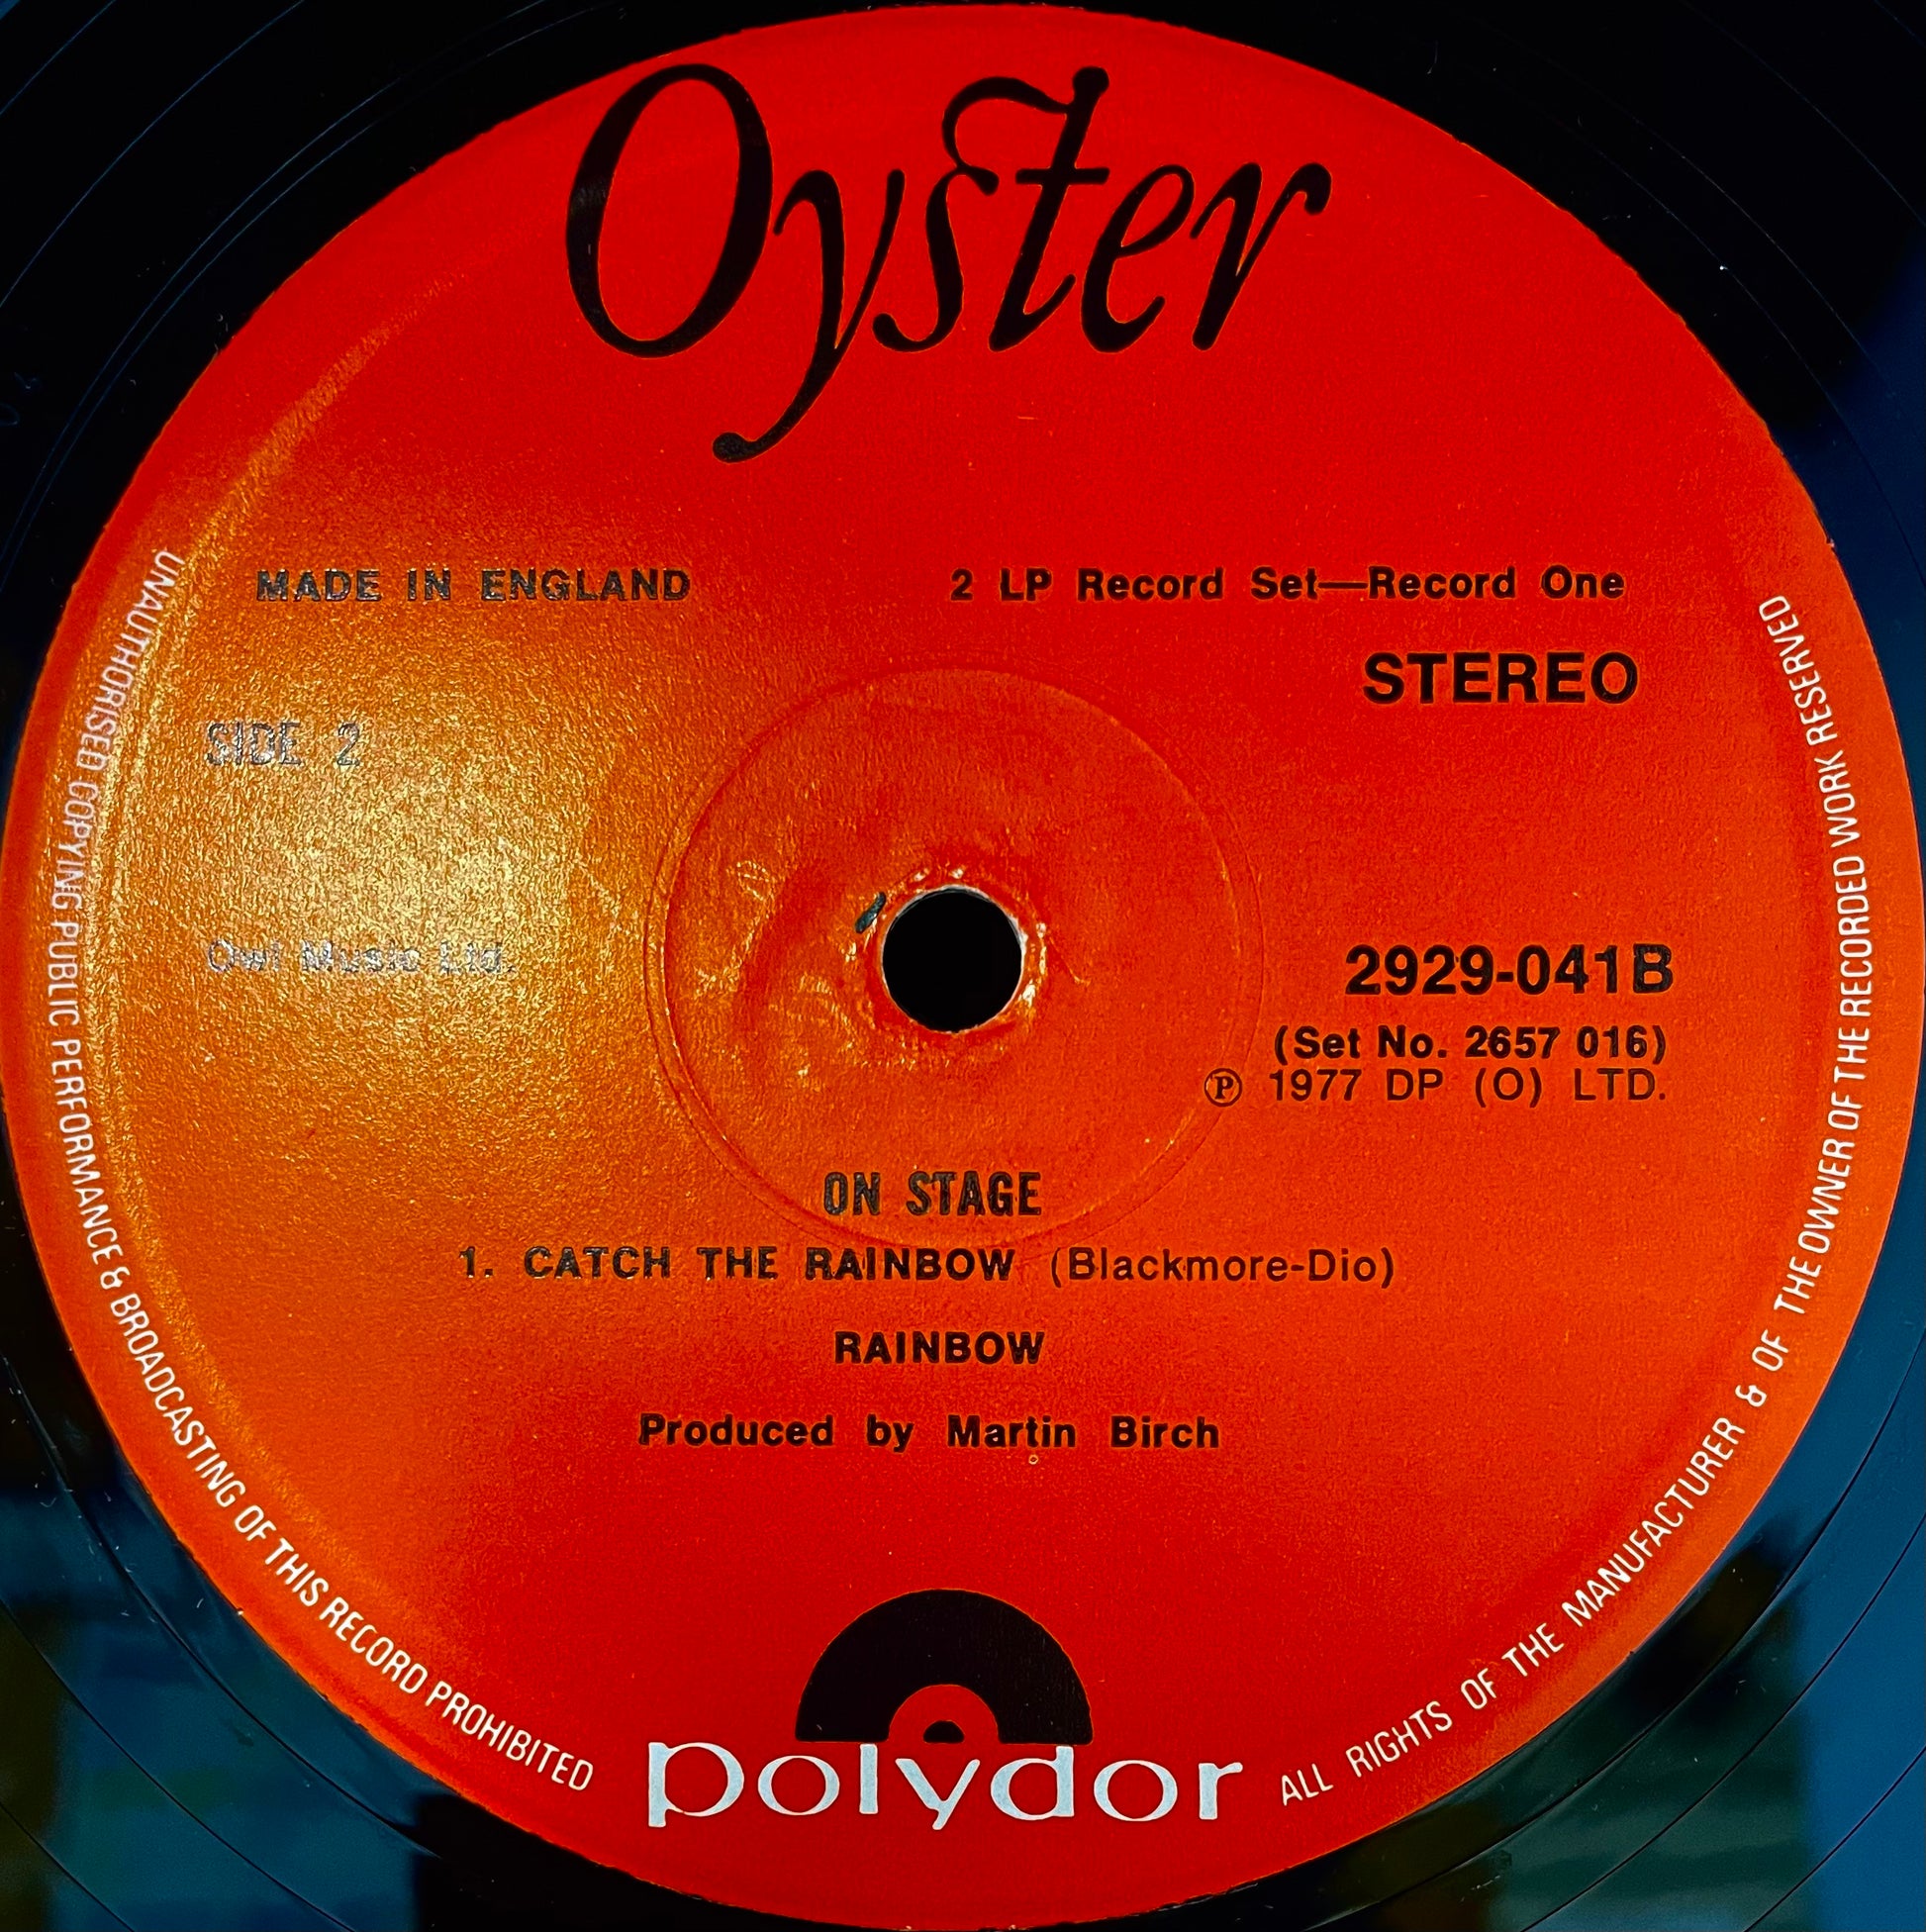 Oyster
MADE IN ENGLAND
2 LP Record Set—Record One
STEREO
SIDE 2
Owl Music Ltd.
2929-041B
(Set No. 2657 016)
Ⓟ 1977 DP (O) LTD.
ON STAGE
1. CATCH THE RAINBOW (Blackmore-Dio)
RAINBOW
Produced by Martin Birch
polydor
UNAUTHORISED COPYING PUBLIC PERFORMANCE & BROADCASTING OF THIS RECORD PROHIBITED
ALL RIGHTS OF THE MANUFACTURER & OF THE OWNER OF THE RECORDED WORK RESERVED